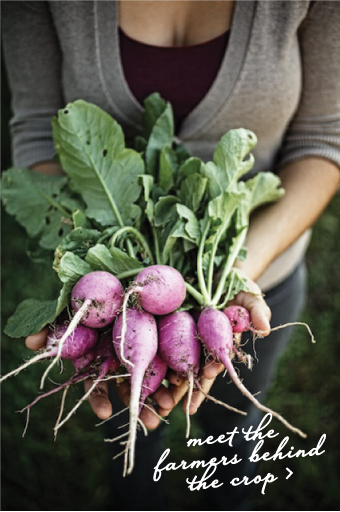 meet the
farmers behind
the crop >